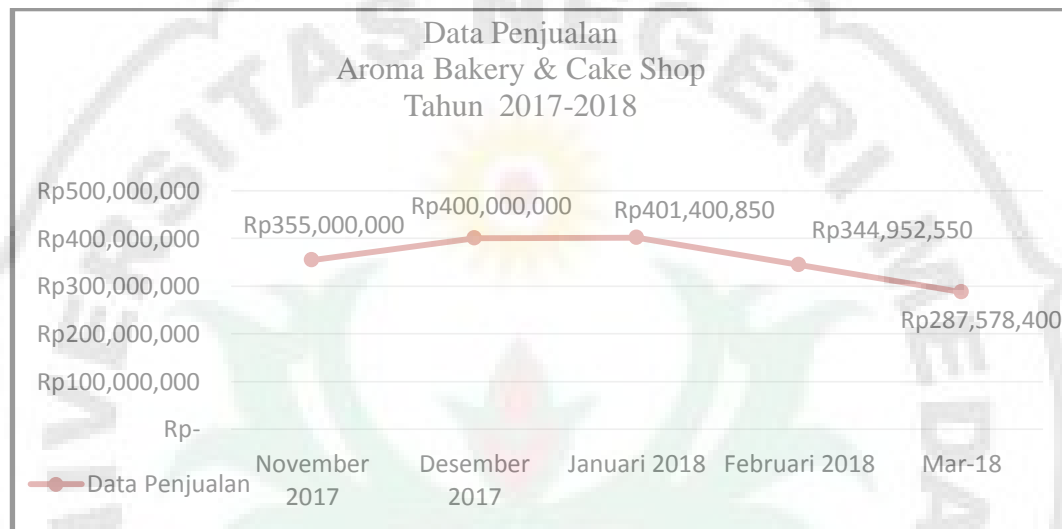 Data Penjualan
Aroma Bakery & Cake Shop
Tahun 2017-2018
Rp500,000,000
Rp400,000,000
Rp300,000,000
Rp200,000,000
Rp100,000,000
Rp-
Rp355,000,000
Rp400,000,000
Rp401,400,850
Rp344,952,550
Rp287,578,400
November
2017
Desember
2017
Januari 2018
Februari 2018
Mar-18
Data Penjualan